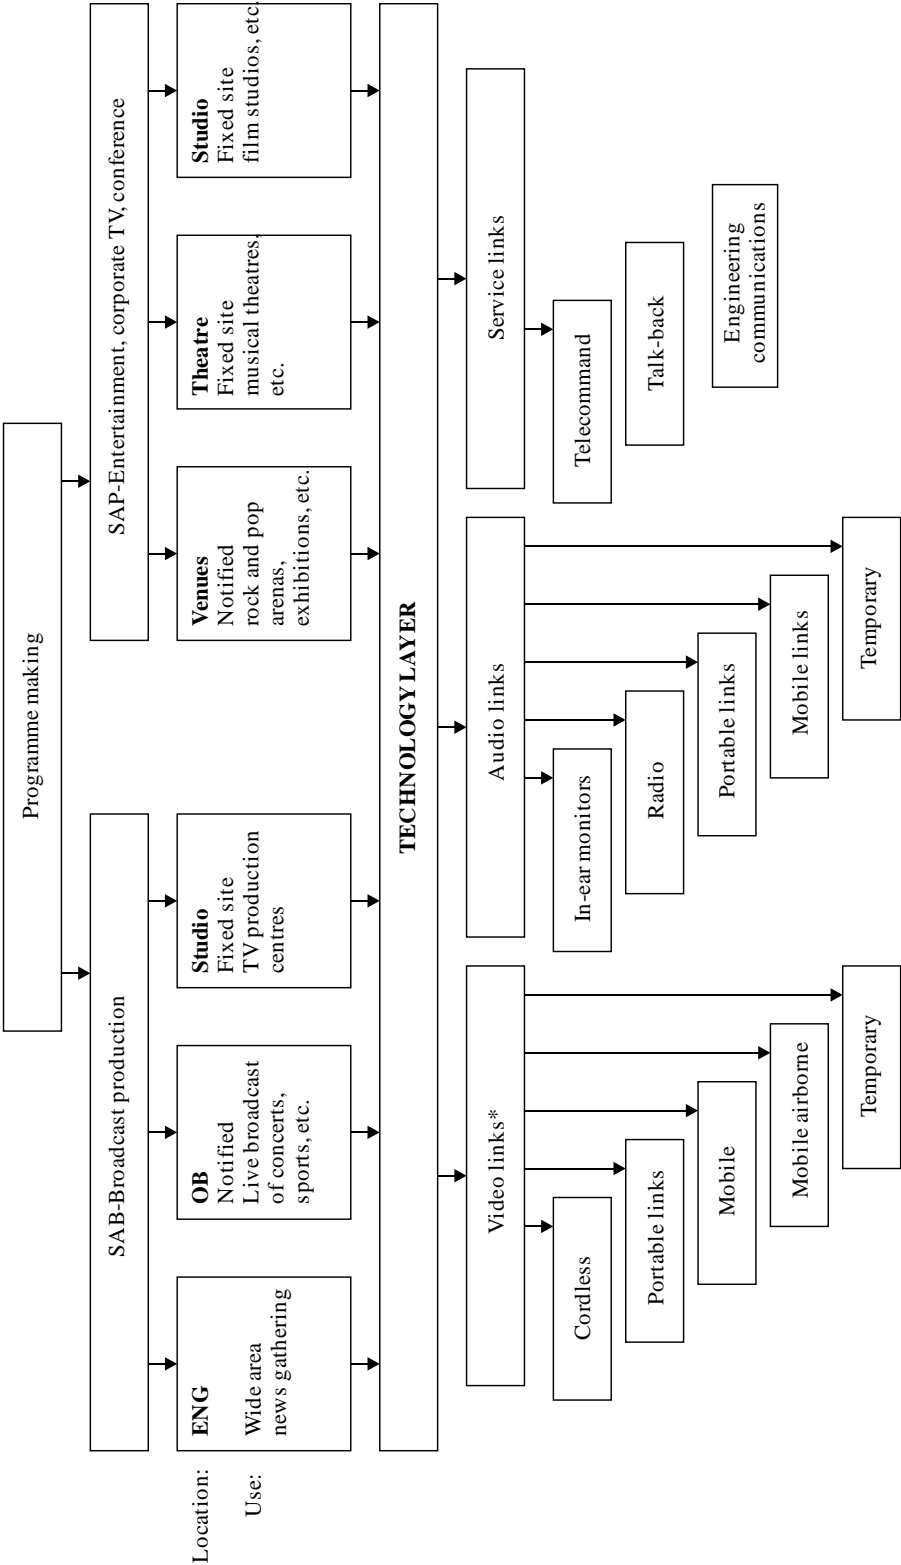 Programme making
SAB-Broadcast production
SAP-Entertainment, corporate TV, conference
Location:
Use:
ENG
Wide area
news gathering
OB
Notified
Live broadcast
of concerts,
sports, etc.
Studio
Fixed site
TV production
centres
Venues
Notified
rock and pop
arenas,
exhibitions, etc.
Theatre
Fixed site
musical theatres,
etc.
Studio
Fixed site
film studios, etc.
TECHNOLOGY LAYER
Video links*
Cordless
Portable links
Mobile
Mobile airborne
Temporary
Audio links
In-ear monitors
Radio
Portable links
Mobile links
Temporary
Service links
Telecommand
Talk-back
Engineering
communications